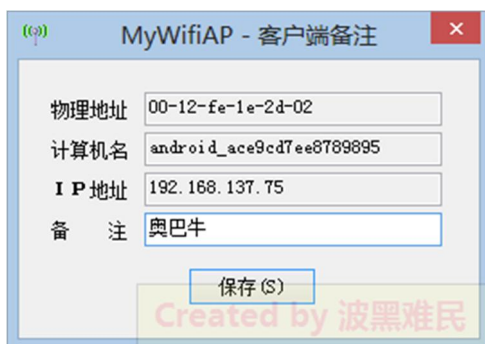 MyWifiAP - 客户端备注
物理地址 00-12-fe-1e-2d-02
计算机名 android_ace9cd7ee8789895
IP地址 192.168.137.75
备 注 奥巴牛
保存(S)
Created by 波黑难民